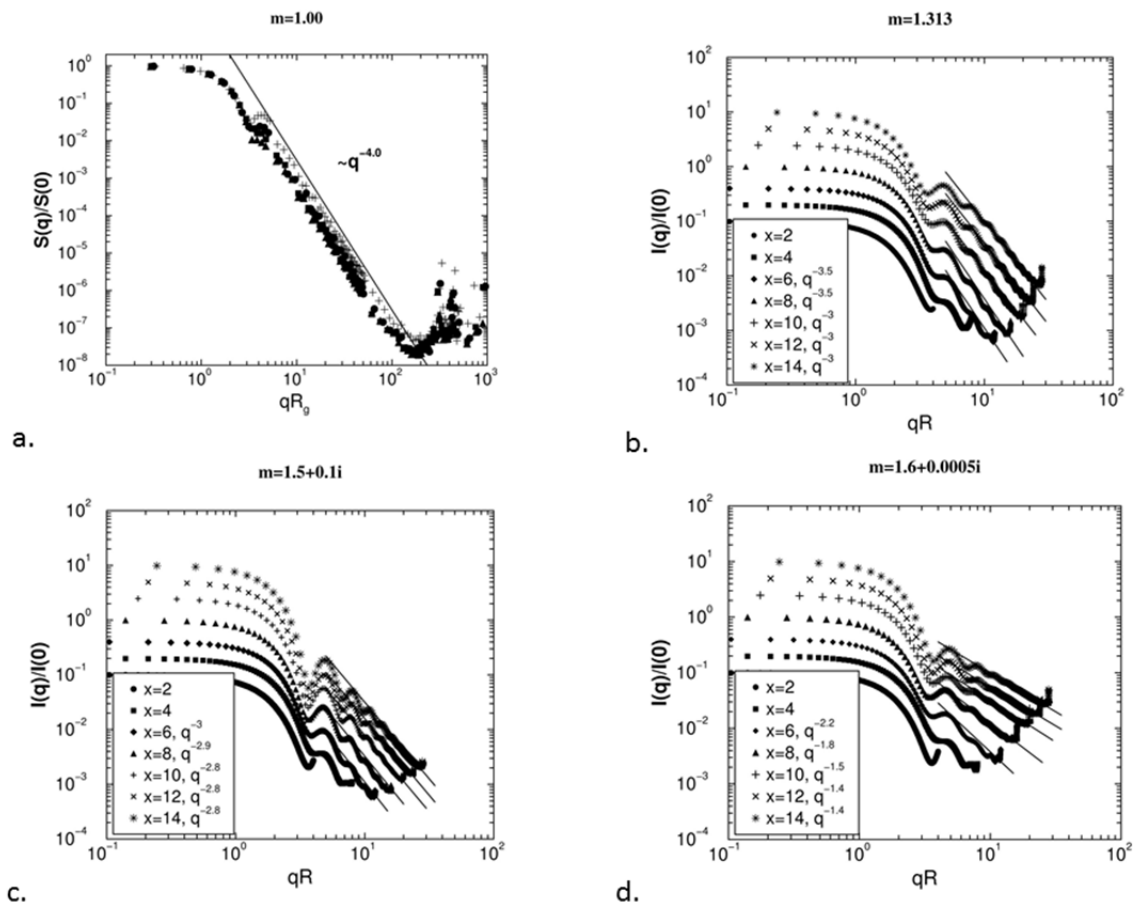 m=1.00
S(q)/S(0)
10^0
10^-1
10^-2
10^-3
10^-4
10^-5
10^-6
10^-7
10^-8
~q^-4.0
10^-1 10^0 10^1 10^2 10^3
qR_g
a.
m=1.313
I(q)/I(0)
10^2
10^1
10^0
10^-1
10^-2
10^-3
10^-4
x=2
x=4
x=6, q^-3.5
x=8, q^-3.5
x=10, q^-3
x=12, q^-3
x=14, q^-3
10^-1 10^0 10^1 10^2
qR
b.
m=1.5+0.1i
I(q)/I(0)
10^2
10^1
10^0
10^-1
10^-2
10^-3
10^-4
x=2
x=4
x=6, q^-3
x=8, q^-2.9
x=10, q^-2.8
x=12, q^-2.8
x=14, q^-2.8
10^-1 10^0 10^1 10^2
qR
c.
m=1.6+0.0005i
I(q)/I(0)
10^2
10^1
10^0
10^-1
10^-2
10^-3
10^-4
x=2
x=4
x=6, q^-2.2
x=8, q^-1.8
x=10, q^-1.5
x=12, q^-1.4
x=14, q^-1.4
10^-1 10^0 10^1 10^2
qR
d.